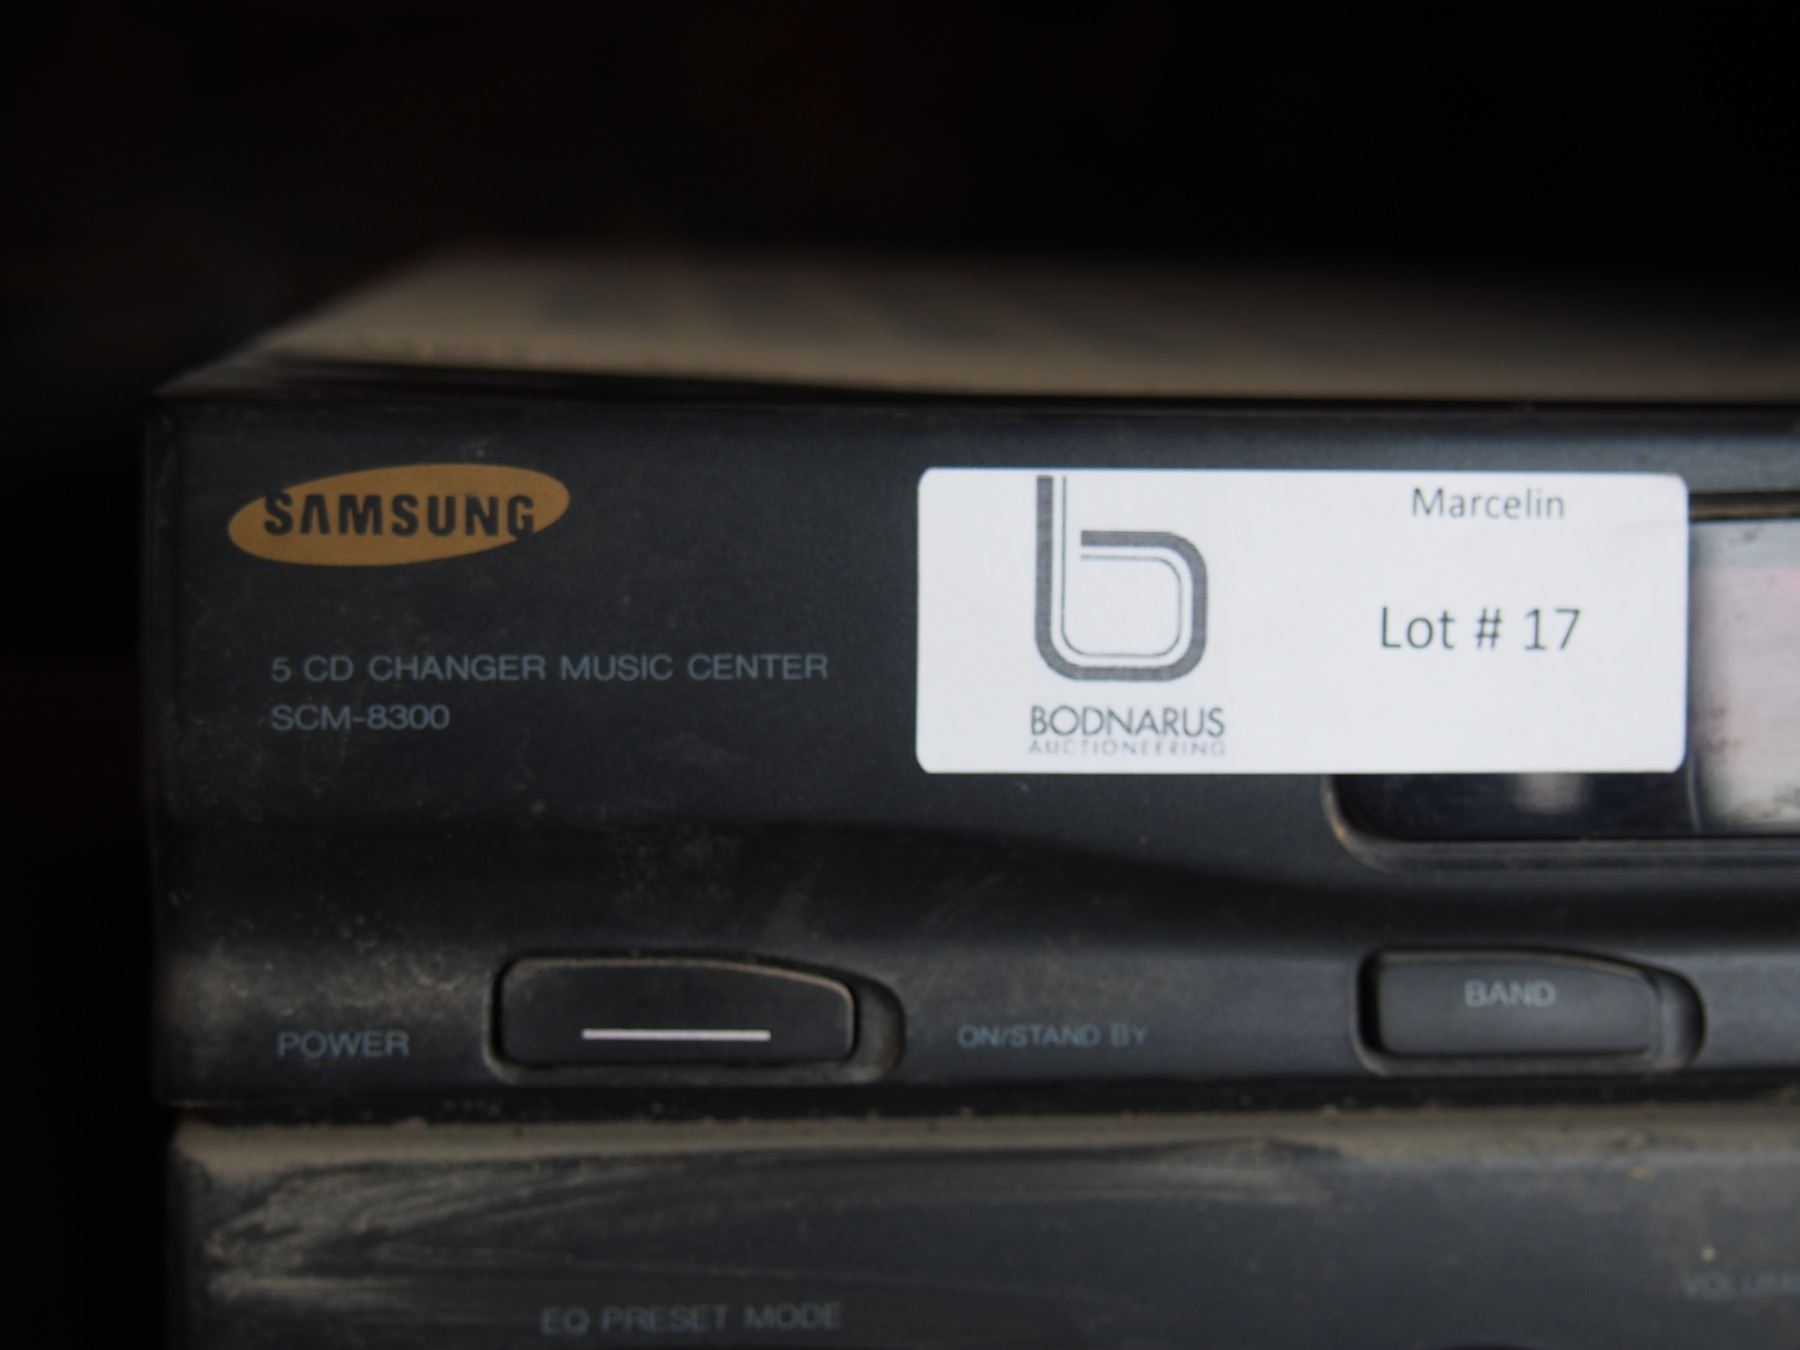 SAMSUNG
5 CD CHANGER MUSIC CENTER
SCM-8300
Marcelin
Lot # 17
BODNARUS
AUCTIONEERING
POWER
ON/STAND BY
BAND
EQ PRESET MODE